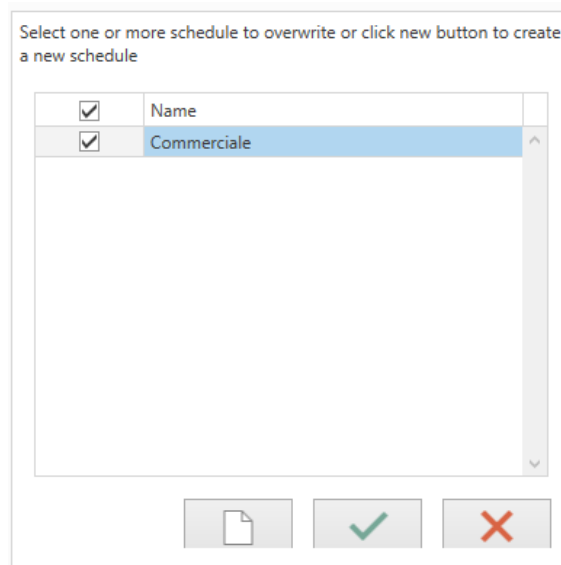 Select one or more schedule to overwrite or click new button to create
a new schedule
Name
Commerciale